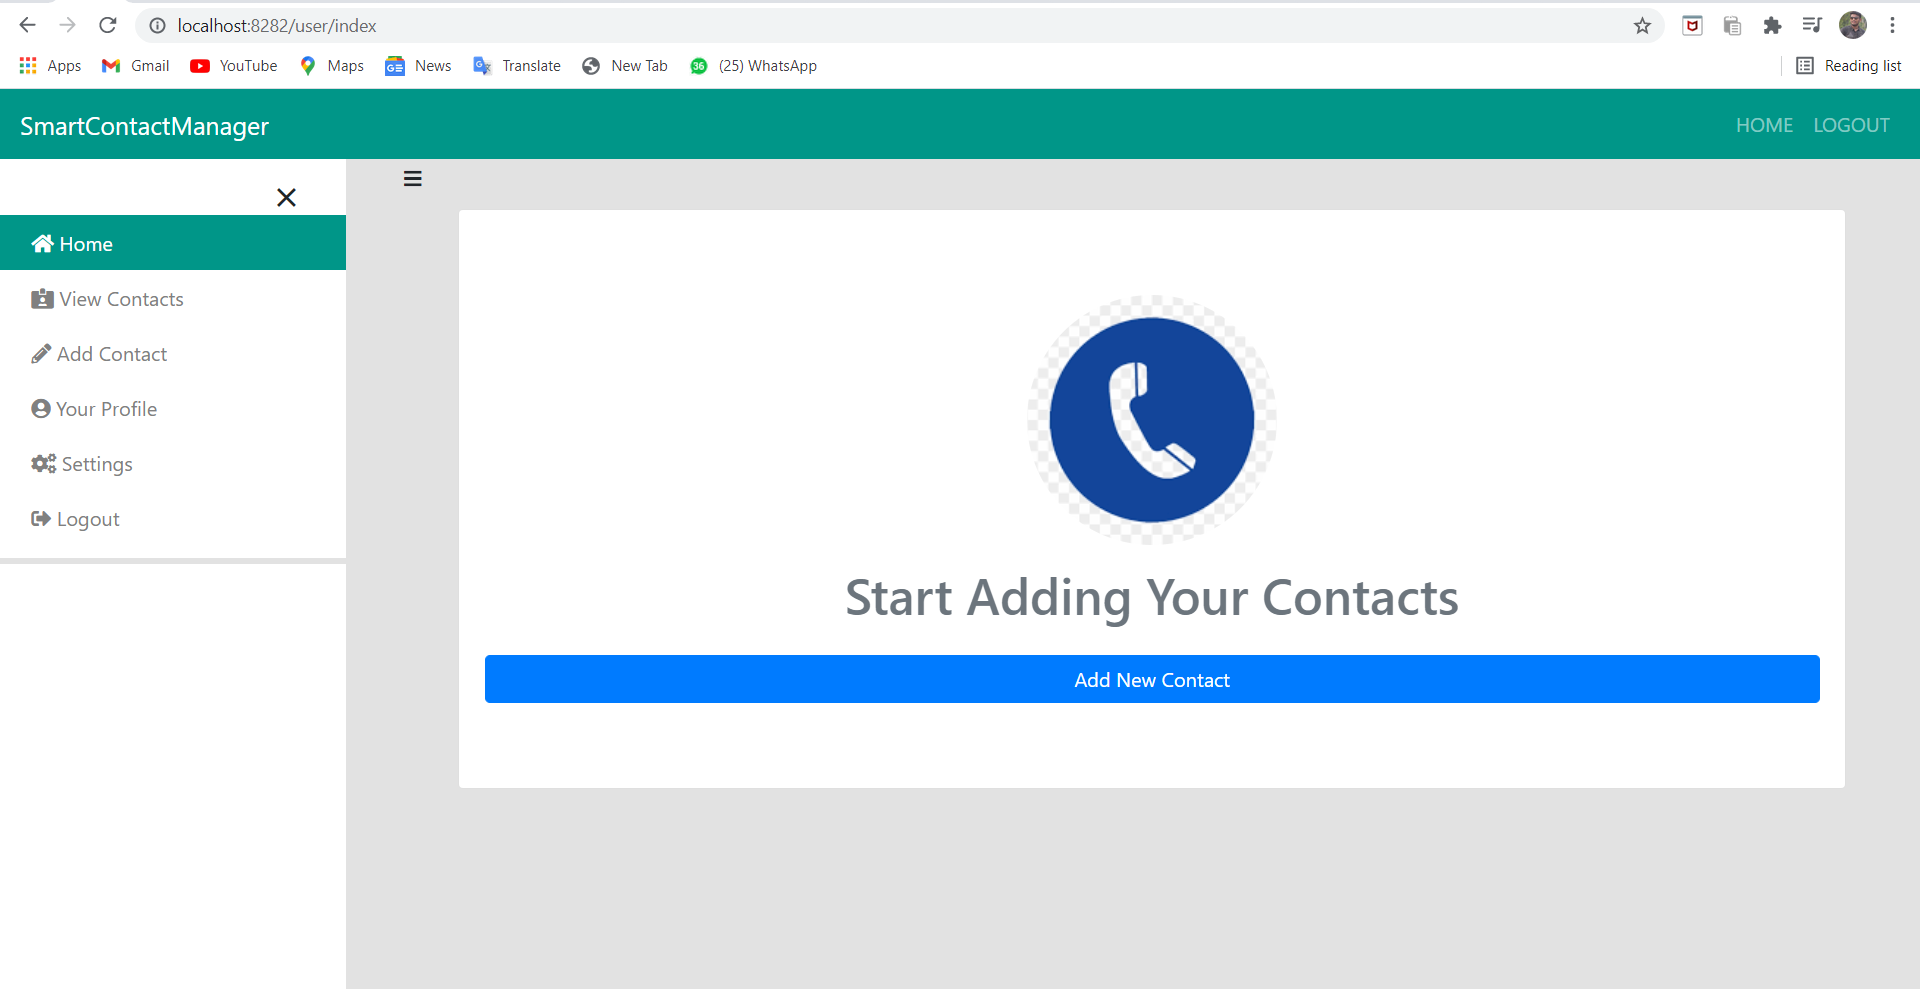 localhost:8282/user/index
Apps Gmail YouTube Maps News Translate New Tab 36 (25) WhatsApp Reading list
SmartContactManager HOME LOGOUT
Home
View Contacts
Add Contact
Your Profile
Settings
Logout
Start Adding Your Contacts
Add New Contact